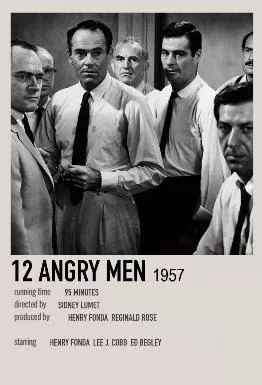 12 ANGRY MEN 1957
running time 95 MINUTES
directed by SIDNEY LUMET
produced by HENRY FONDA REGINALD ROSE
starring HENRY FONDA LEE J. COBB ED BEGLEY